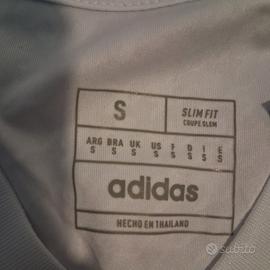 S
SLIM FIT
COUPE SLIM
ARG BRA UK US F D I E
S S S S S S S S
adidas
HECHO EN THAILAND
subito